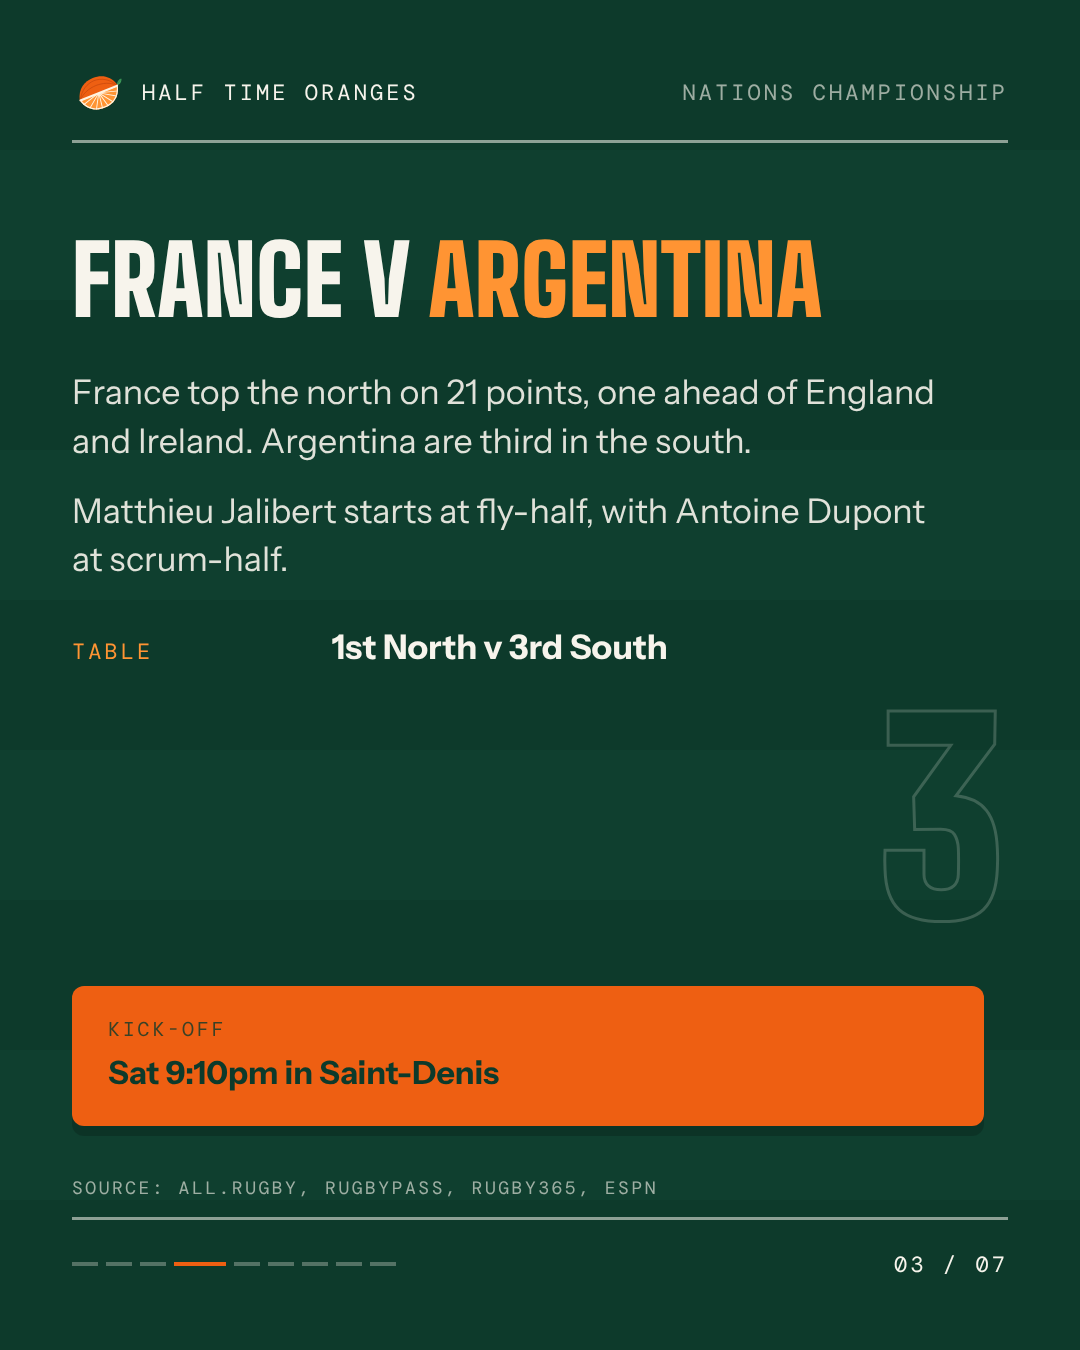 HALF TIME ORANGES
NATIONS CHAMPIONSHIP
FRANCE V ARGENTINA
France top the north on 21 points, one ahead of England
and Ireland. Argentina are third in the south.
Matthieu Jalibert starts at fly-half, with Antoine Dupont
at scrum-half.
TABLE
1st North v 3rd South
3
KICK-OFF
Sat 9:10pm in Saint-Denis
SOURCE: ALL.RUGBY, RUGBYPASS, RUGBY365, ESPN
03 / 07